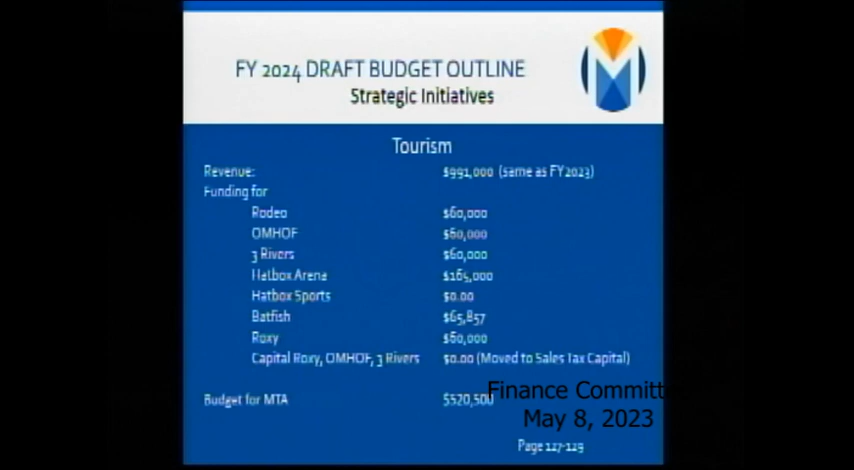 FY 2024 DRAFT BUDGET OUTLINE
Strategic Initiatives
Tourism
Revenue: $991,000 (same as FY2023)
Funding for
Rodeo $60,000
OMHOF $60,000
3 Rivers $60,000
Hatbox Arena $165,000
Hatbox Sports $0.00
Batfish $65,857
Roxy $60,000
Capital Roxy, OMHOF, 3 Rivers $0.00 (Moved to Sales Tax Capital)
Budget for MTA $520,500
Finance Committ
May 8, 2023
Page 127-129